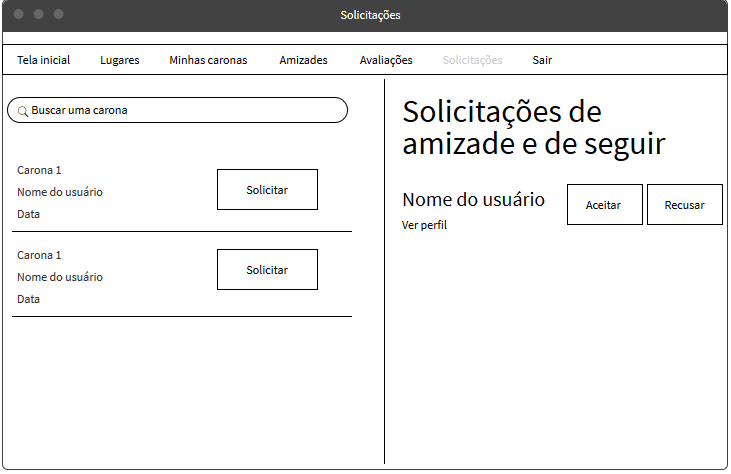 Solicitações
Tela inicial Lugares Minhas caronas Amizades Avaliações Solicitações Sair
Buscar uma carona
Carona 1
Nome do usuário
Data
Solicitar
Carona 1
Nome do usuário
Data
Solicitar
Solicitações de
amizade e de seguir
Nome do usuário
Ver perfil
Aceitar
Recusar